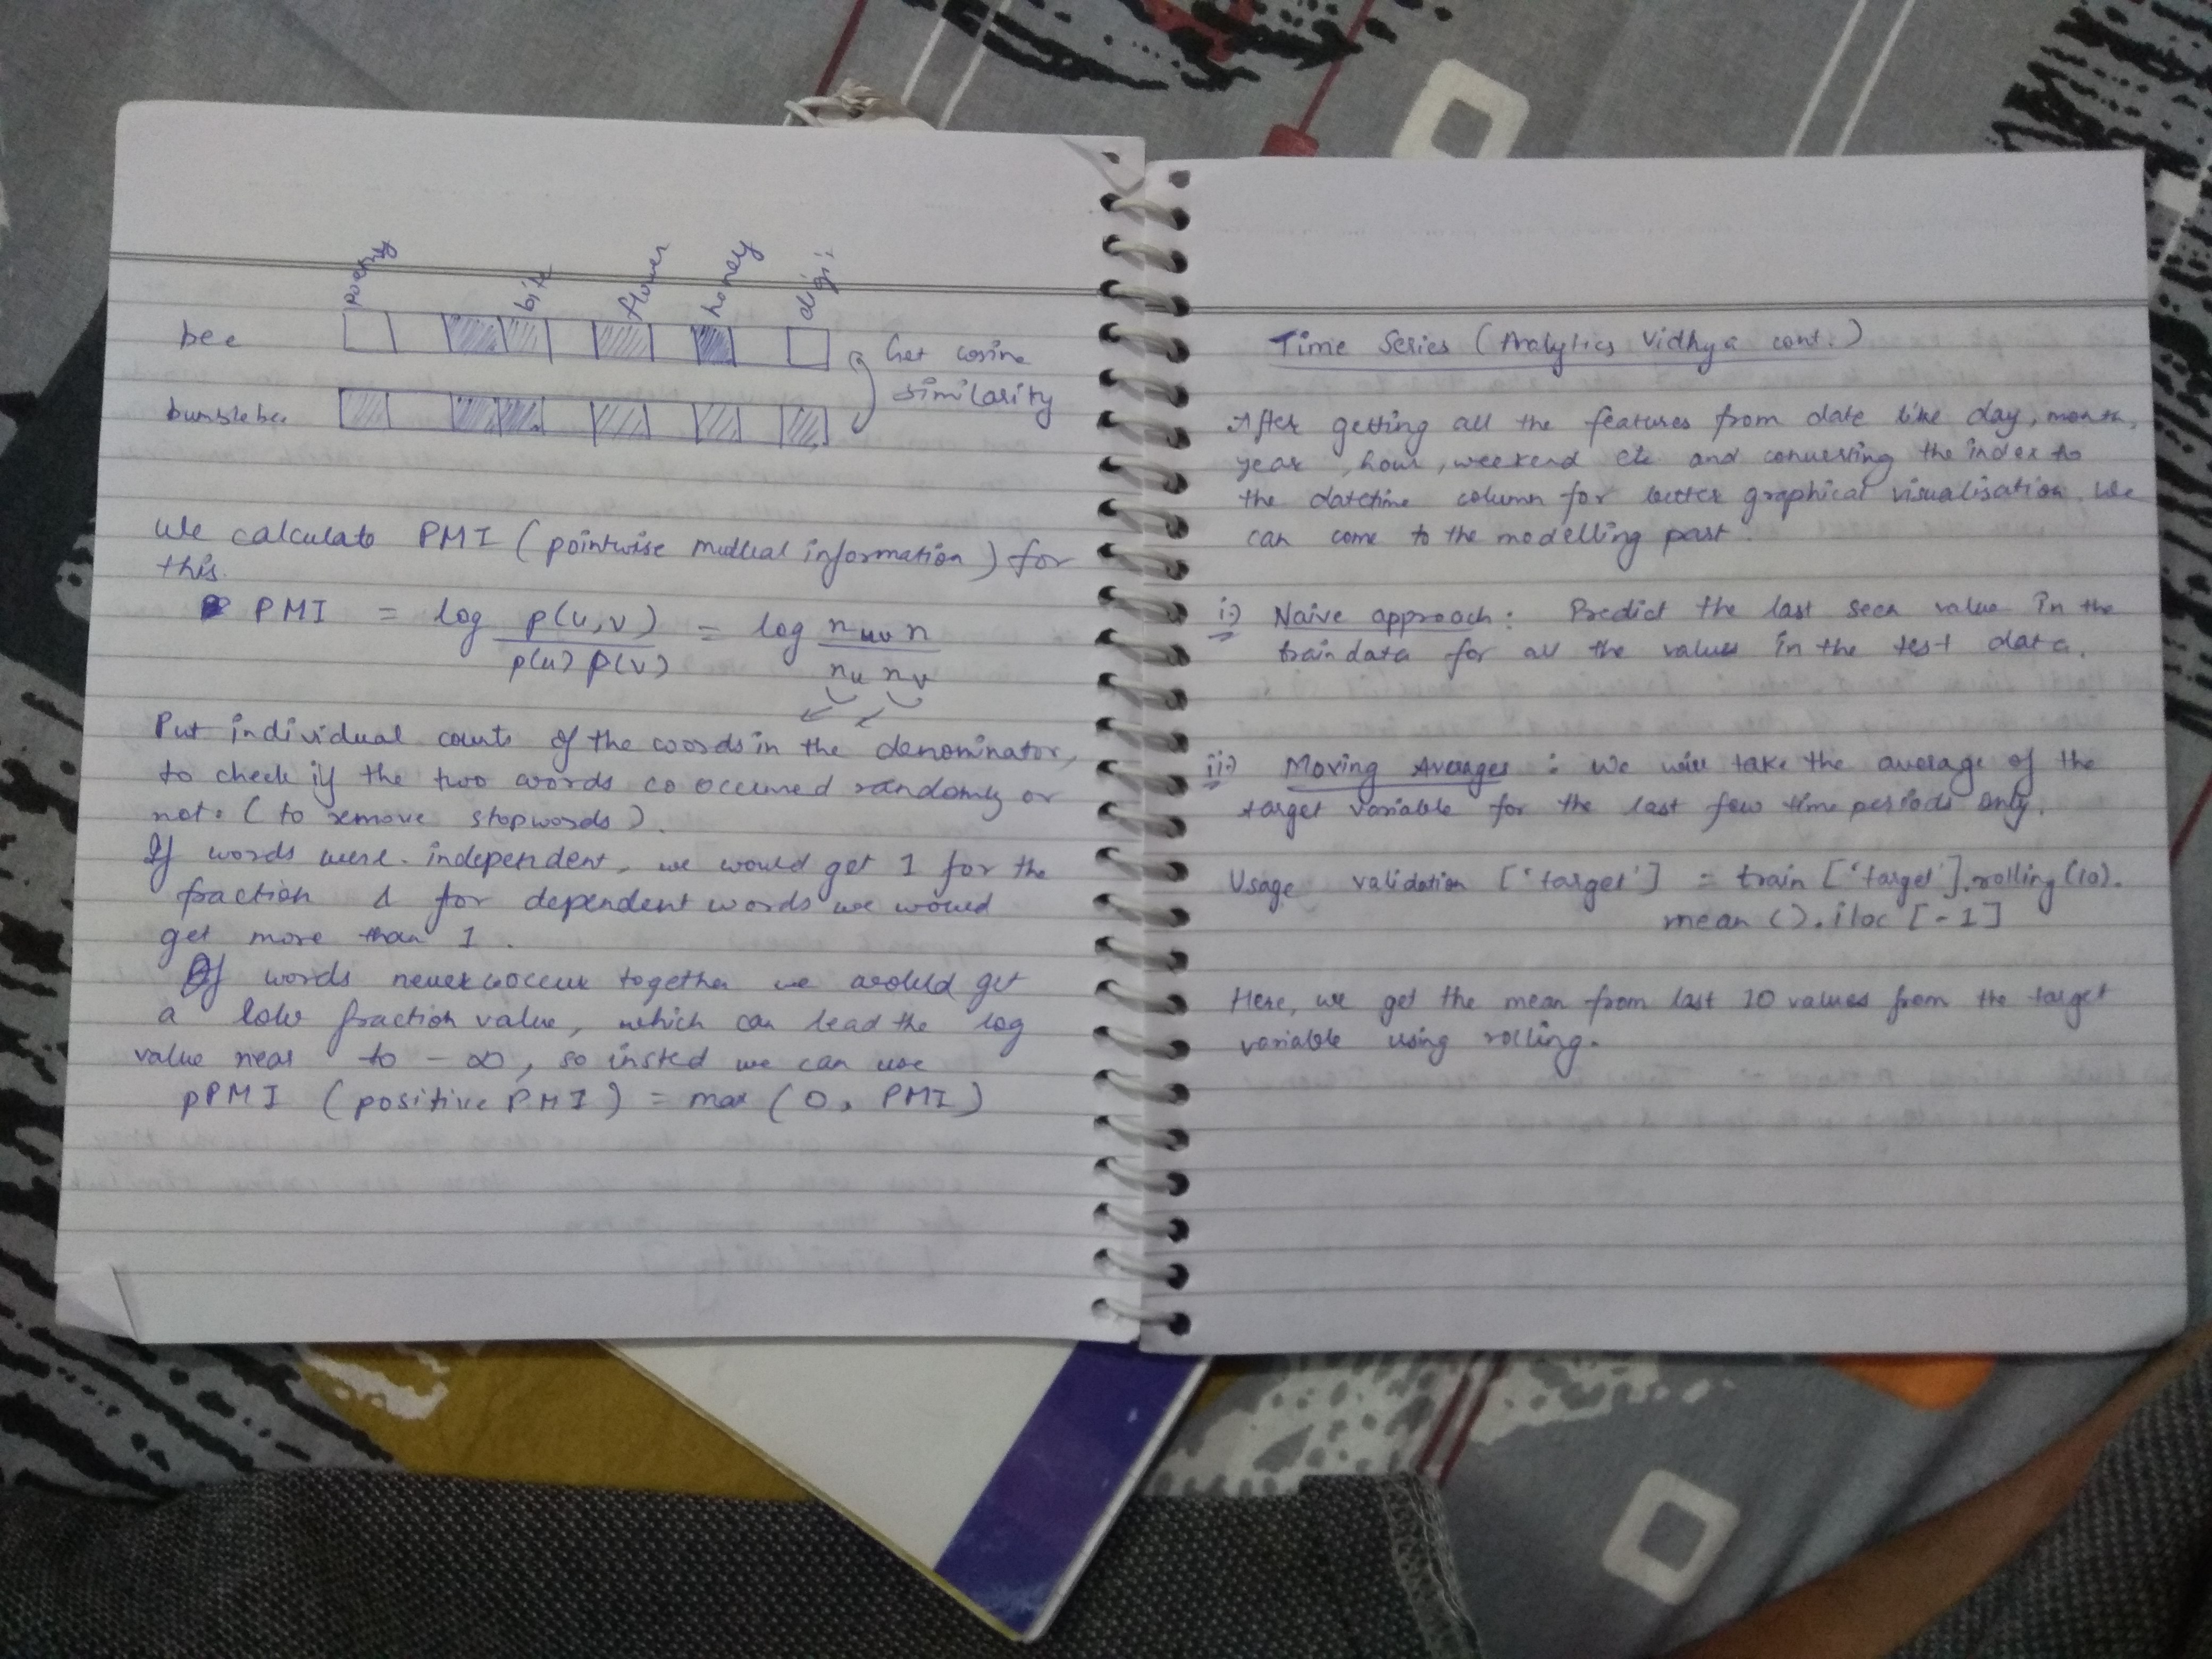 poetry bite flower honey digi:
bee
Get cosine
similarity
bumblebee
We calculate PMI (pointwise mutual information) for
this.
PMI = log p(u,v) / p(u) p(v) = log nuv n / nu nv
Put individual counts of the words in the denominator,
to check if the two words co occurred randomly or
not. (to remove stopwords).
If words were independent, we would get 1 for the
fraction & for dependent words we would
get more than 1.
If words never cooccur together we would get
a low fraction value, which can lead the log
value near to -∞, so insted we can use
pPMI (positive PMI) = max (0, PMI)
Time Series (Analytics Vidhya cont.)
After getting all the features from date like day, month,
year, hour, weekend etc and converting the index to
the datetime column for better graphical visualisation. We
can come to the modelling part.
i:) Naive approach: Predict the last seen value in the
train data for all the values in the test data.
ii:) Moving Averages : We will take the average of the
target variable for the last few time periods only.
Usage validation ['target'] = train ['target'].rolling(10).
mean().iloc[-1]
Here, we get the mean from last 10 values from the target
variable using rolling.